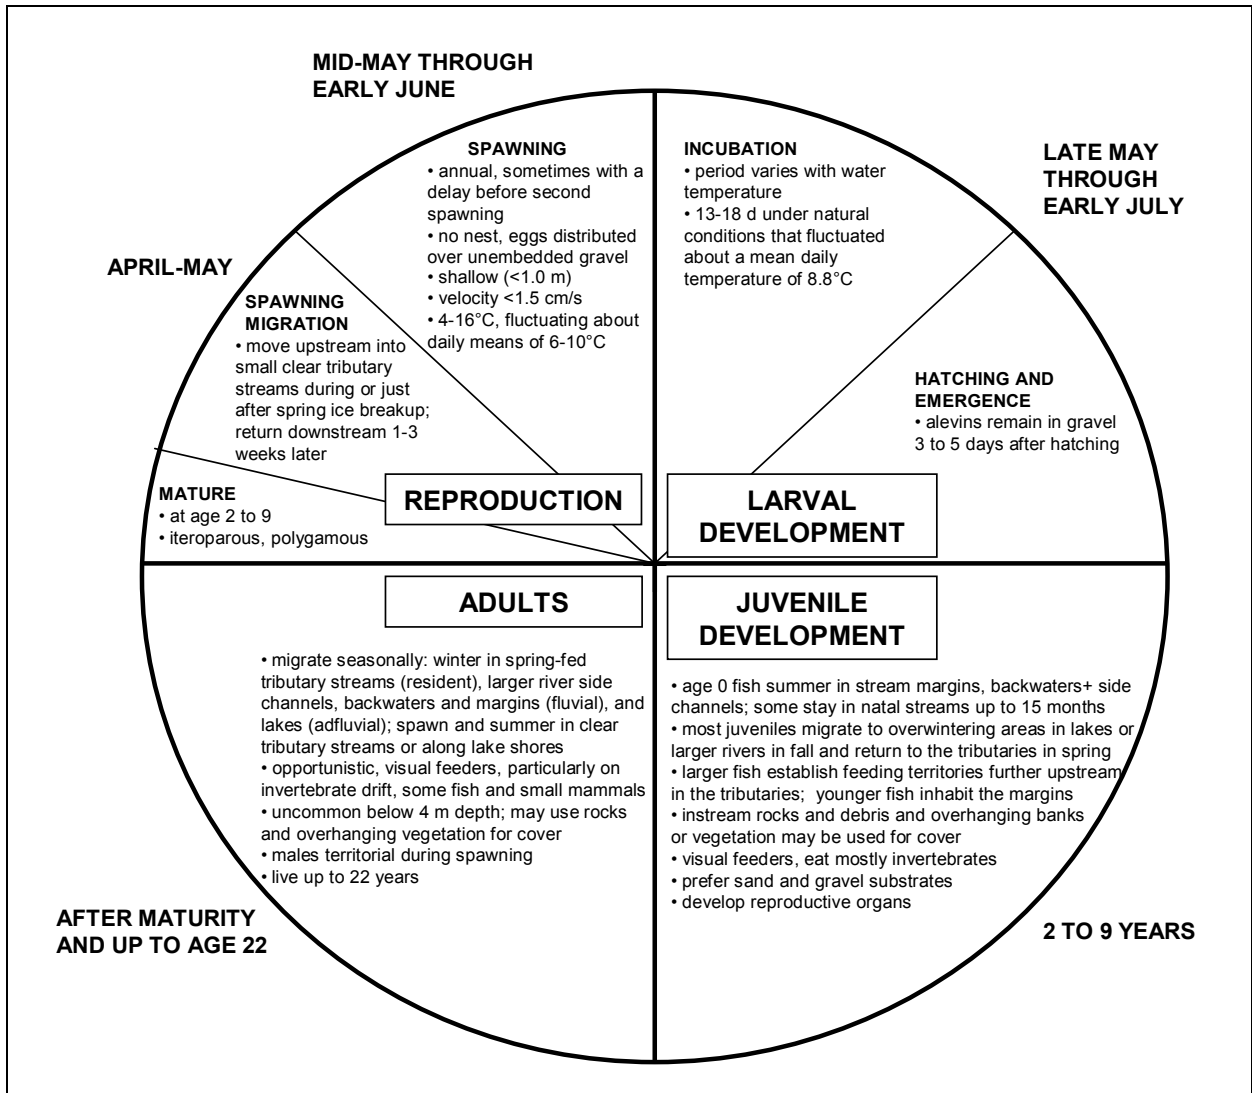 MID-MAY THROUGH
EARLY JUNE
SPAWNING
• annual, sometimes with a
delay before second
spawning
• no nest, eggs distributed
over unembedded gravel
• shallow (<1.0 m)
• velocity <1.5 cm/s
• 4-16°C, fluctuating about
daily means of 6-10°C
INCUBATION
• period varies with water
temperature
• 13-18 d under natural
conditions that fluctuated
about a mean daily
temperature of 8.8°C
LATE MAY
THROUGH
EARLY JULY
APRIL-MAY
SPAWNING
MIGRATION
• move upstream into
small clear tributary
streams during or just
after spring ice breakup;
return downstream 1-3
weeks later
HATCHING AND
EMERGENCE
• alevins remain in gravel
3 to 5 days after hatching
MATURE
• at age 2 to 9
• iteroparous, polygamous
REPRODUCTION
LARVAL
DEVELOPMENT
ADULTS
• migrate seasonally: winter in spring-fed
tributary streams (resident), larger river side
channels, backwaters and margins (fluvial), and
lakes (adfluvial); spawn and summer in clear
tributary streams or along lake shores
• opportunistic, visual feeders, particularly on
invertebrate drift, some fish and small mammals
• uncommon below 4 m depth; may use rocks
and overhanging vegetation for cover
• males territorial during spawning
• live up to 22 years
JUVENILE
DEVELOPMENT
• age 0 fish summer in stream margins, backwaters+ side
channels; some stay in natal streams up to 15 months
• most juveniles migrate to overwintering areas in lakes or
larger rivers in fall and return to the tributaries in spring
• larger fish establish feeding territories further upstream
in the tributaries; younger fish inhabit the margins
• instream rocks and debris and overhanging banks
or vegetation may be used for cover
• visual feeders, eat mostly invertebrates
• prefer sand and gravel substrates
• develop reproductive organs
AFTER MATURITY
AND UP TO AGE 22
2 TO 9 YEARS